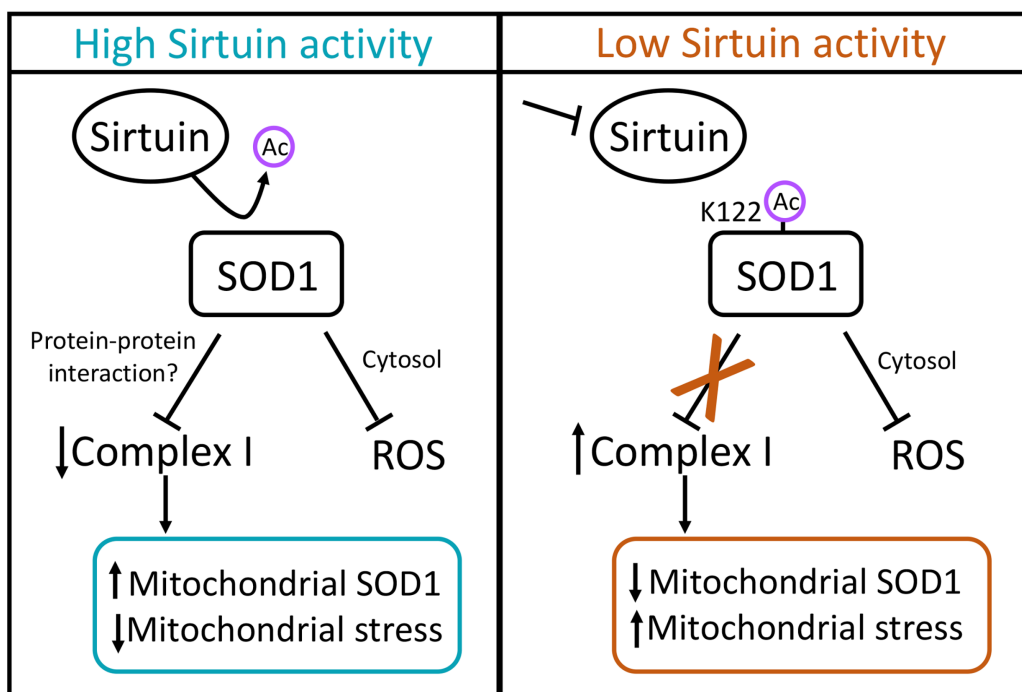 High Sirtuin activity
Sirtuin
Ac
SOD1
Protein-protein
interaction?
Cytosol
↓Complex I
ROS
↑Mitochondrial SOD1
↓Mitochondrial stress
Low Sirtuin activity
Sirtuin
K122
Ac
SOD1
Cytosol
↑Complex I
ROS
↓Mitochondrial SOD1
↑Mitochondrial stress